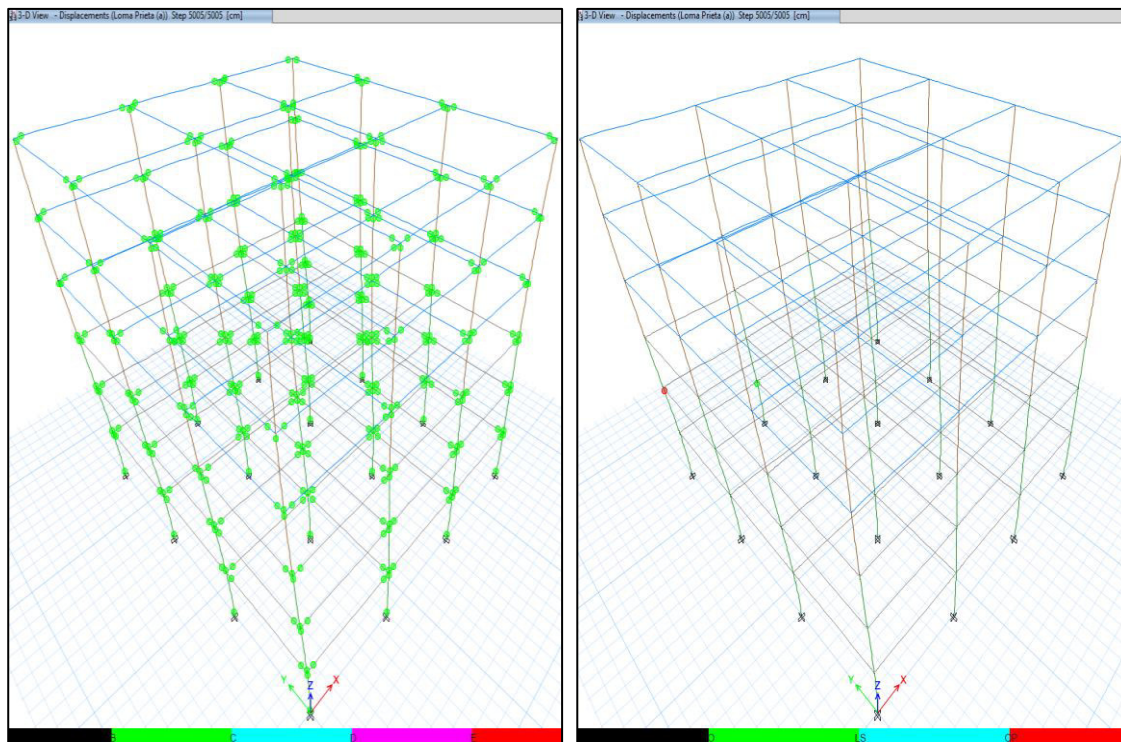 3-D View - Displacements (Loma Prieta (a)) Step 5005/5005 [cm]
Y Z X
B C D E
3-D View - Displacements (Loma Prieta (a)) Step 5005/5005 [cm]
Y Z X
IO LS CP